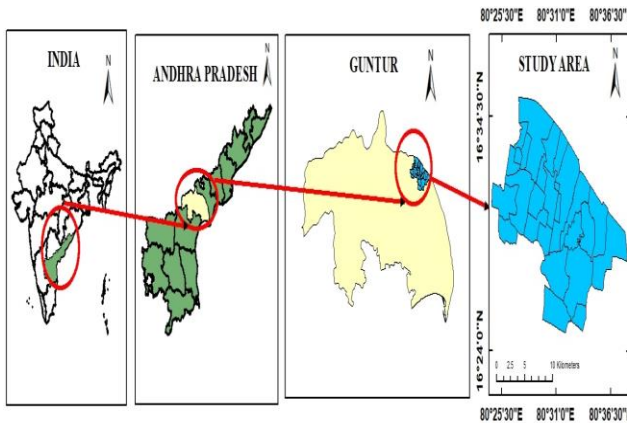 80°25'30"E 80°31'0"E 80°36'30"E
INDIA
N
ANDHRA PRADESH
N
GUNTUR
N
STUDY AREA
N
16°34'30"N
16°24'0"N
0 2.5 5 10 Kilometers
80°25'30"E 80°31'0"E 80°36'30"E